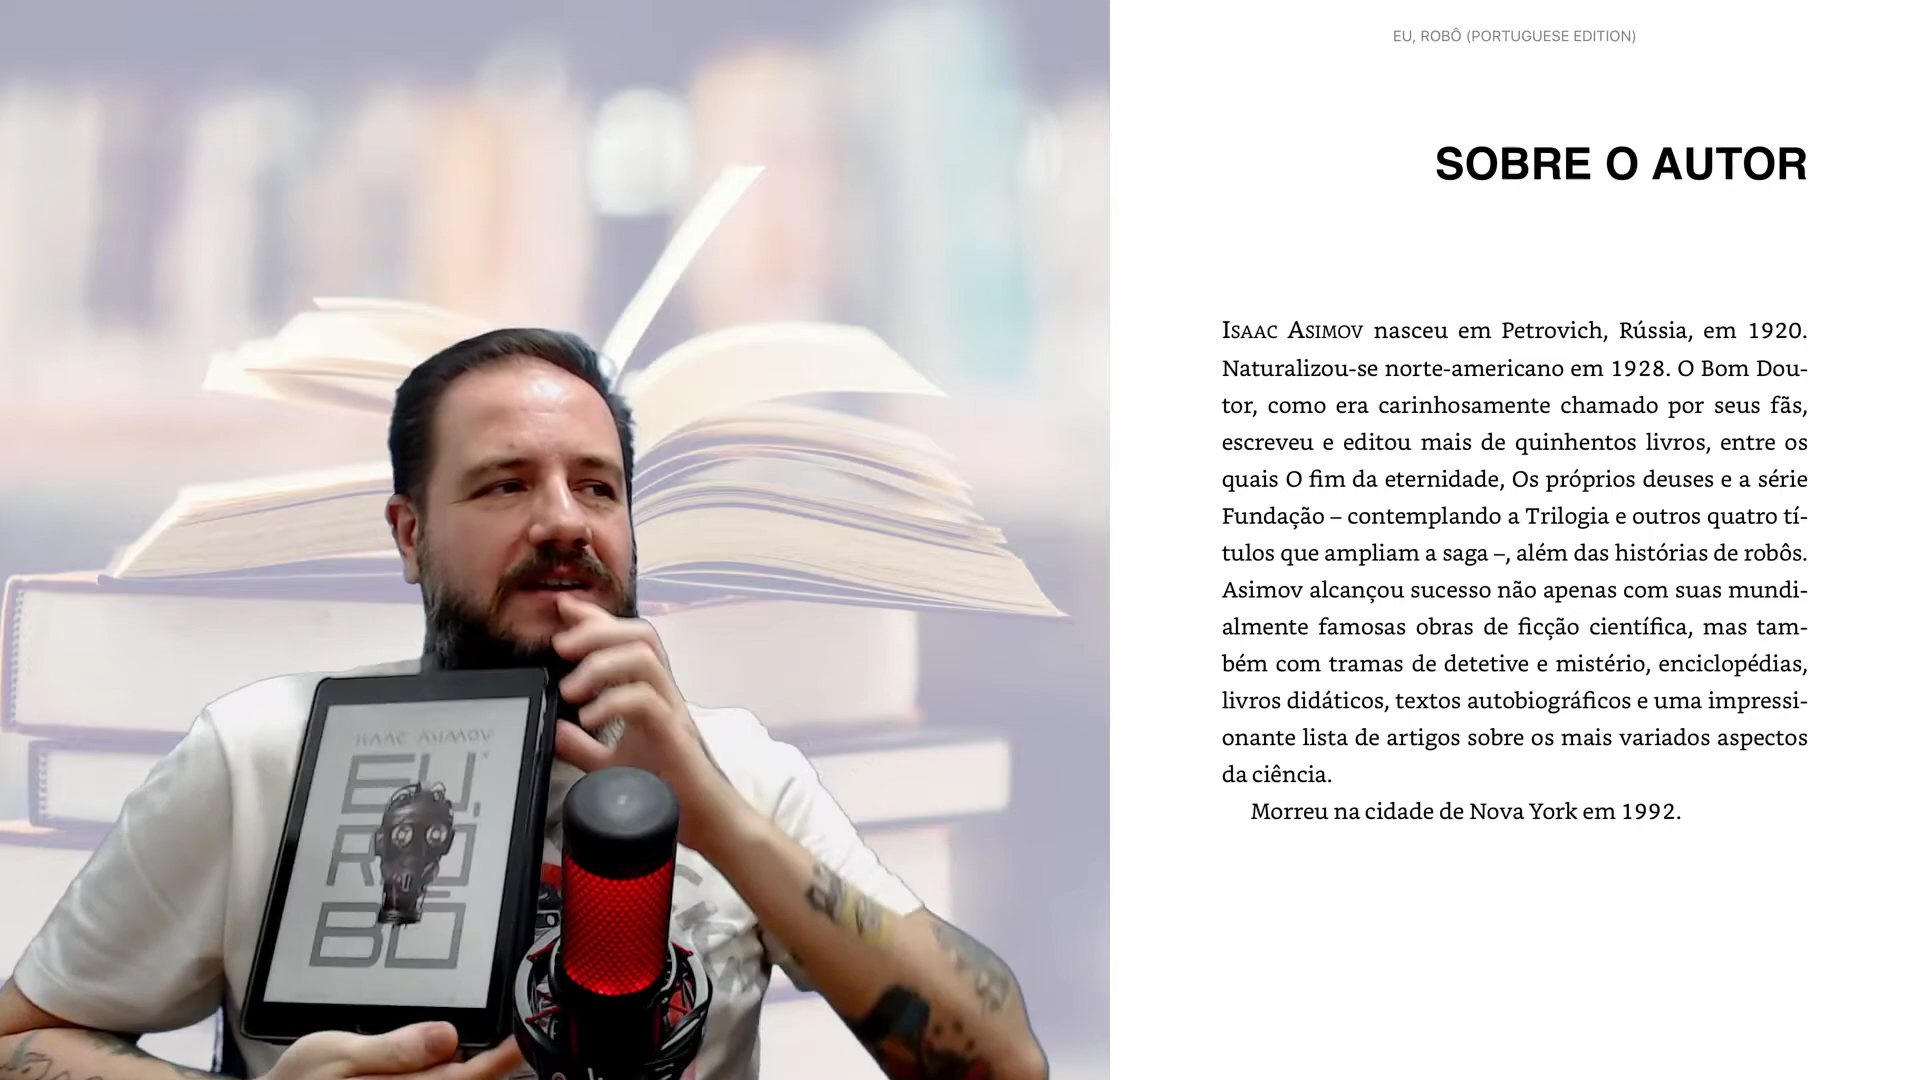 ISAAC ASIMOV
EU,
RO
BÔ
EU, ROBÔ (PORTUGUESE EDITION)
SOBRE O AUTOR
ISAAC ASIMOV nasceu em Petrovich, Rússia, em 1920.
Naturalizou-se norte-americano em 1928. O Bom Dou-
tor, como era carinhosamente chamado por seus fãs,
escreveu e editou mais de quinhentos livros, entre os
quais O fim da eternidade, Os próprios deuses e a série
Fundação – contemplando a Trilogia e outros quatro tí-
tulos que ampliam a saga –, além das histórias de robôs.
Asimov alcançou sucesso não apenas com suas mundi-
almente famosas obras de ficção científica, mas tam-
bém com tramas de detetive e mistério, enciclopédias,
livros didáticos, textos autobiográficos e uma impressi-
onante lista de artigos sobre os mais variados aspectos
da ciência.
Morreu na cidade de Nova York em 1992.